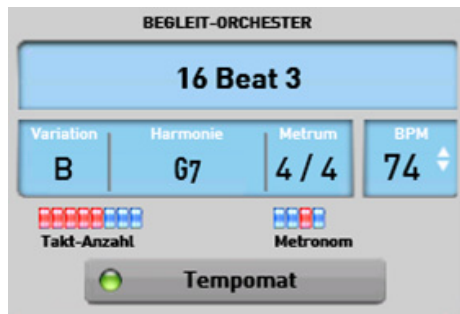 BEGLEIT-ORCHESTER
16 Beat 3
Variation Harmonie Metrum BPM
B G7 4 / 4 74
Takt-Anzahl Metronom
Tempomat